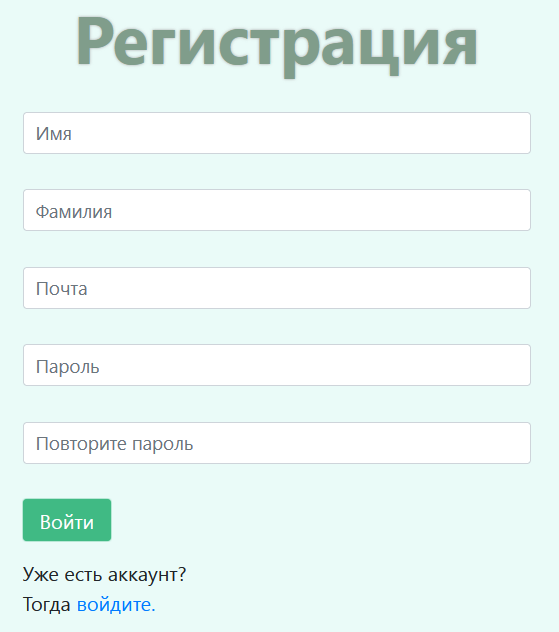 Регистрация
Имя
Фамилия
Почта
Пароль
Повторите пароль
Войти
Уже есть аккаунт?
Тогда войдите.